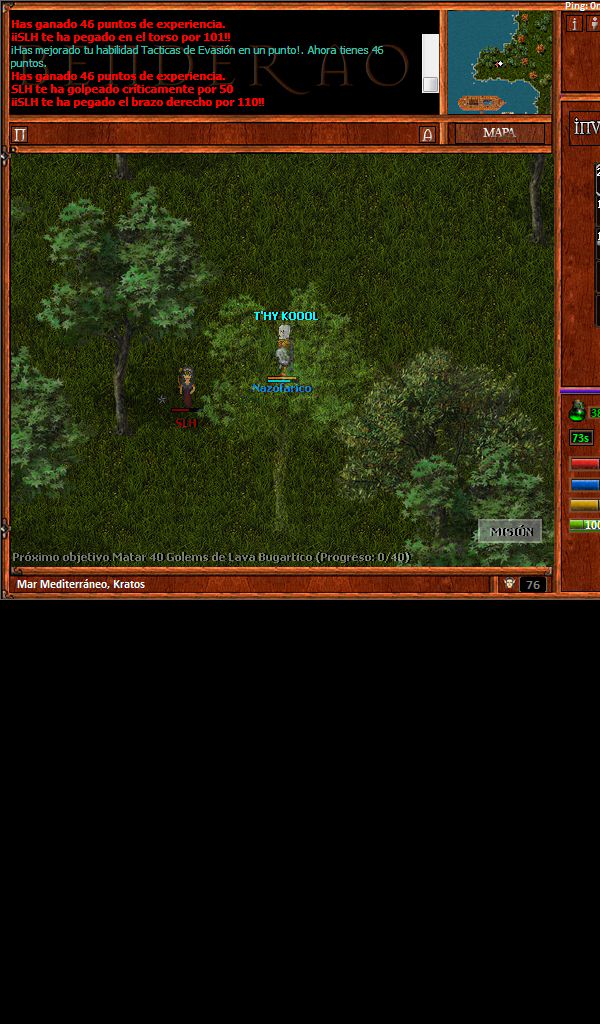 Ping: 0
Has ganado 46 puntos de experiencia.
¡¡SLH te ha pegado en el torso por 101!!
¡Has mejorado tu habilidad Tacticas de Evasión en un punto!. Ahora tienes 46
puntos.
Has ganado 46 puntos de experiencia.
SLH te ha golpeado críticamente por 50
¡¡SLH te ha pegado el brazo derecho por 110!!
MAPA
INV
T'HY KOOOL
Nazofarico
SLH
73s
100
MISIÓN
Próximo objetivo Matar 40 Golems de Lava Bugartico (Progreso: 0/40)
Mar Mediterráneo, Kratos
76